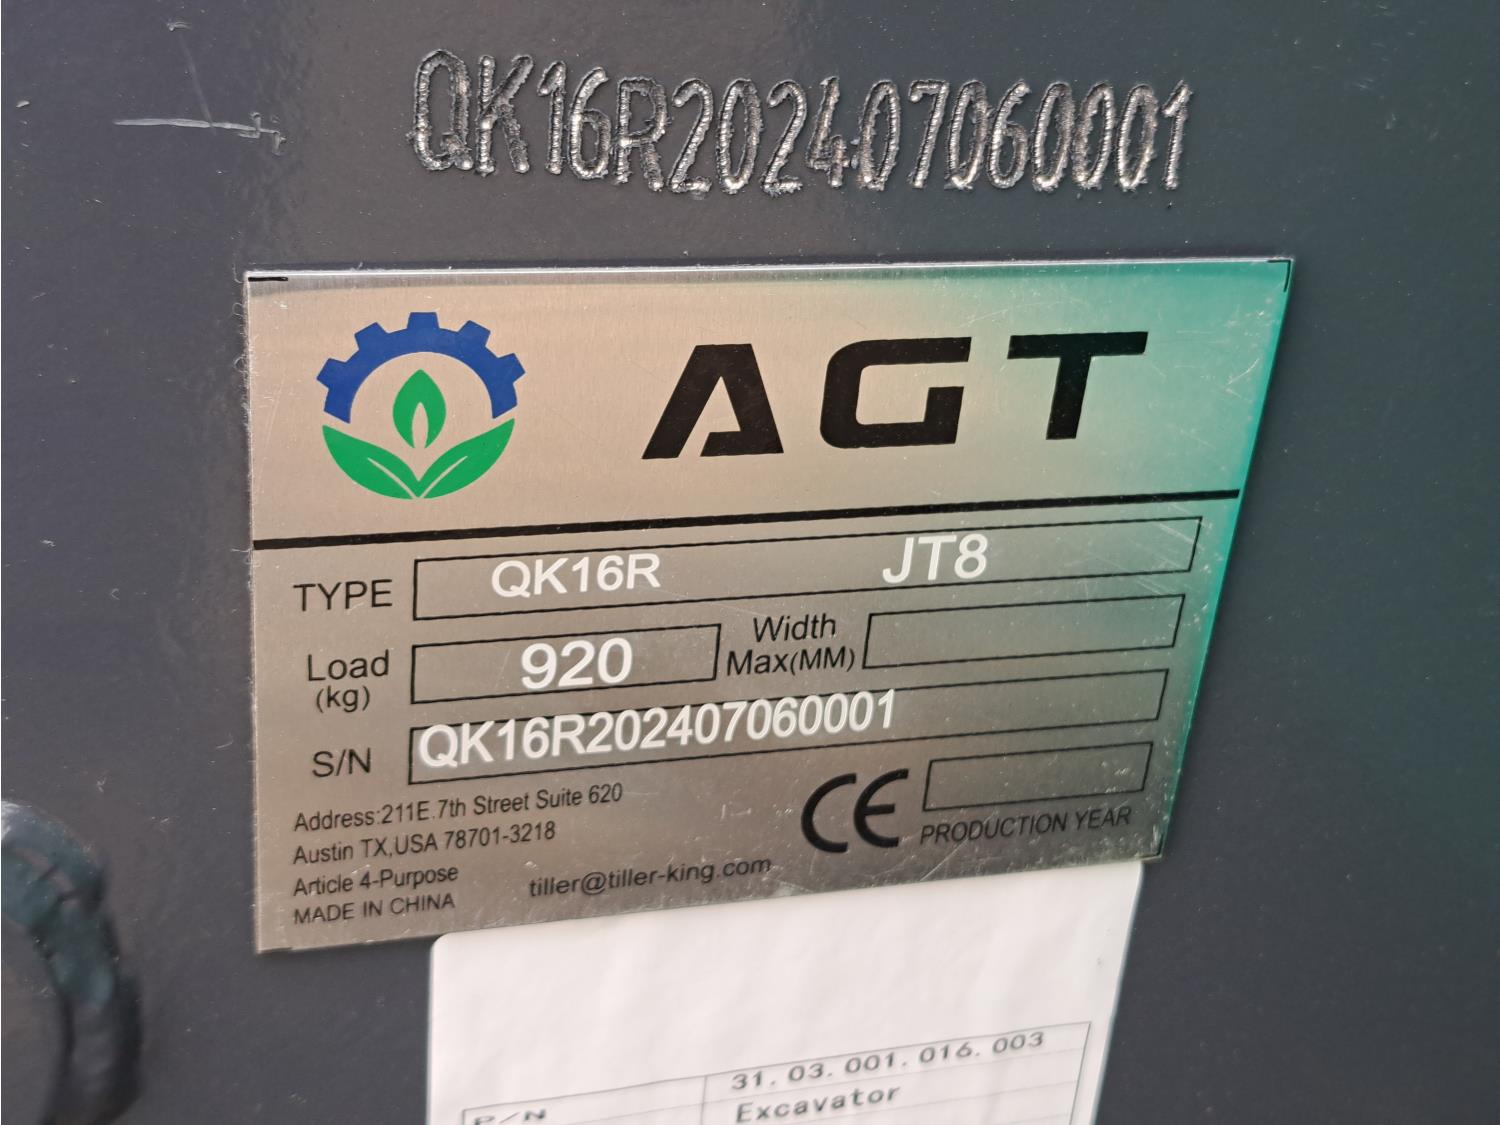 QK16R202407060001
AGT
TYPE QK16R JT8
Load (kg) 920 Width Max(MM)
S/N QK16R202407060001
Address:211E.7th Street Suite 620
Austin TX,USA 78701-3218
Article 4-Purpose
MADE IN CHINA
tiller@tiller-king.com
CE PRODUCTION YEAR
31.03.001.016.003
P/N Excavator